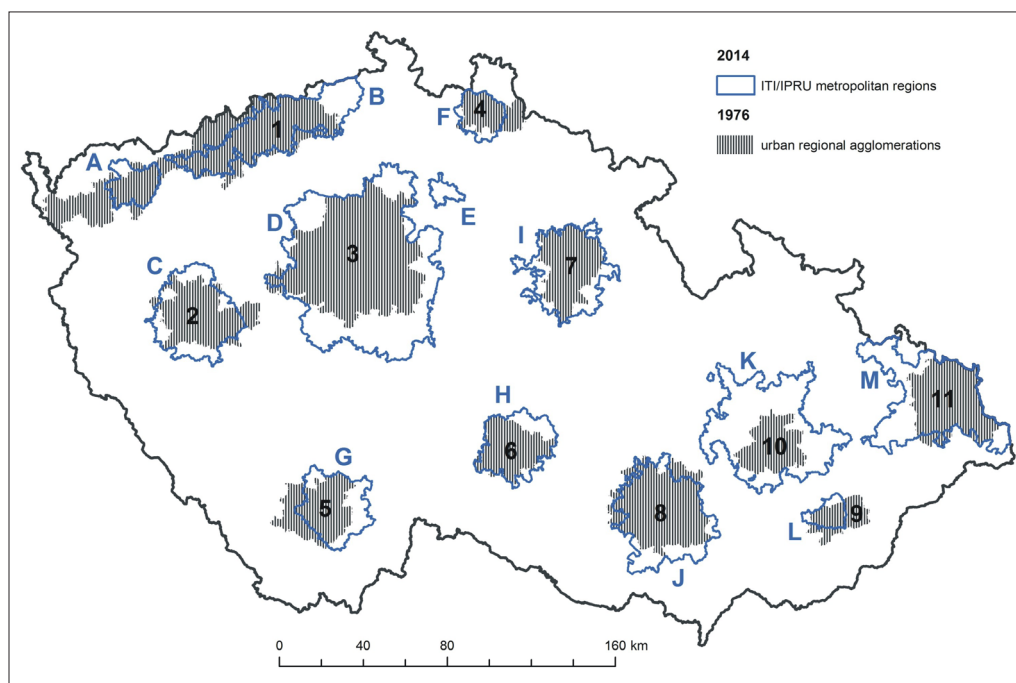 2014
ITI/IPRU metropolitan regions
1976
urban regional agglomerations
B
1
4
F
A
D
E
3
I
7
C
2
K
M
H
11
6
10
G
5
8
9
L
J
0 40 80 160 km